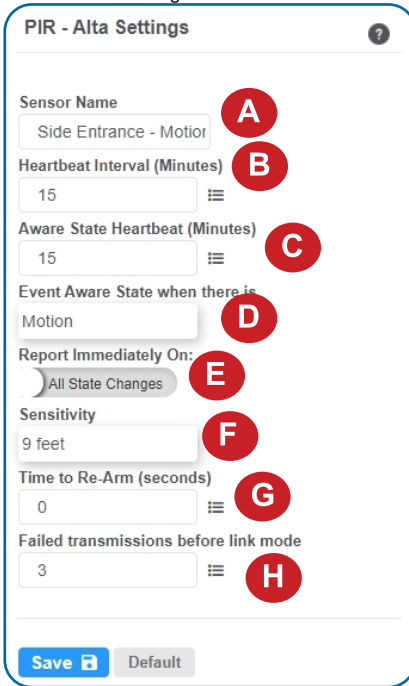 PIR - Alta Settings ?
Sensor Name
A
Side Entrance - Motior
Heartbeat Interval (Minutes)
B
15
Aware State Heartbeat (Minutes)
C
15
Event Aware State when there is
D
Motion
Report Immediately On:
E
All State Changes
Sensitivity
F
9 feet
Time to Re-Arm (seconds)
G
0
Failed transmissions before link mode
3
H
Save Default